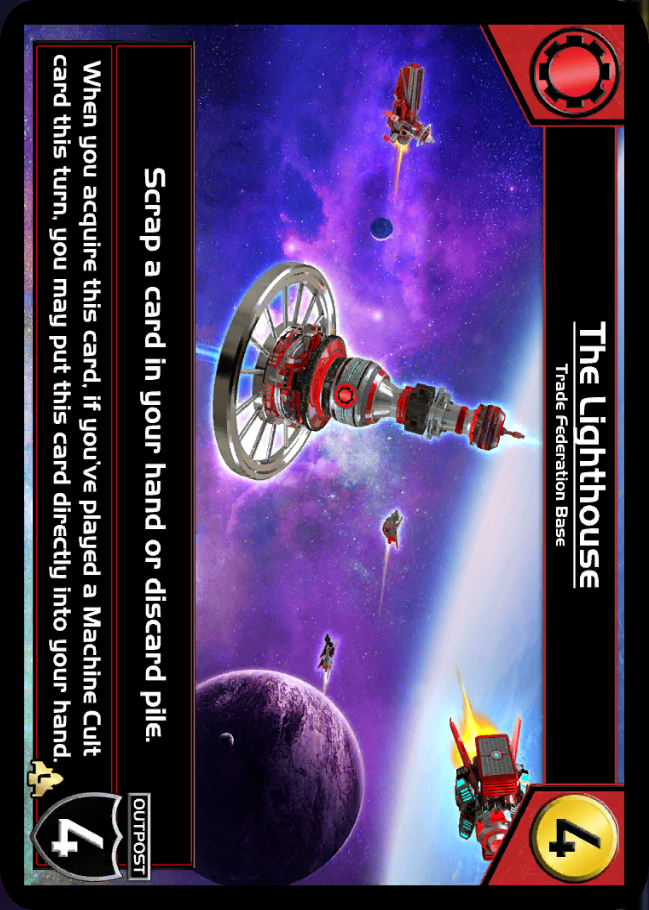 The Lighthouse
Trade Federation Base
4
Scrap a card in your hand or discard pile.
When you acquire this card, if you've played a Machine Cult
card this turn, you may put this card directly into your hand.
OUTPOST
4